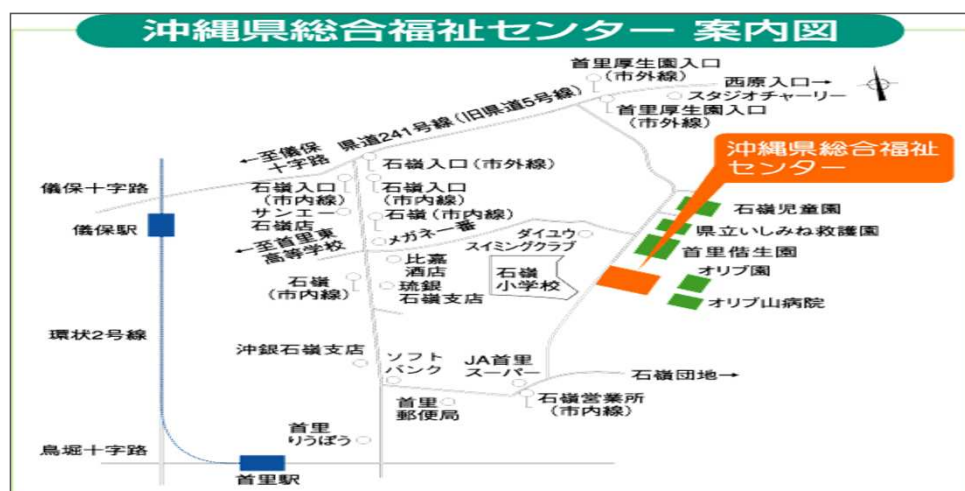 沖縄県総合福祉センター 案内図
首里厚生園入口
(市外線)
西原入口→
スタジオチャーリー
首里厚生園入口
(市外線)
県道241号線(旧県道5号線)
←至儀保
十字路
沖縄県総合福祉
センター
石嶺入口(市外線)
儀保十字路
石嶺入口
(市内線)
石嶺入口
(市内線)
サンエー
石嶺店
石嶺(市内線)
メガネ一番
儀保駅
←至首里東
高等学校
ダイユウ
スイミングクラブ
石嶺児童園
県立いしみね救護園
首里偕生園
オリブ園
オリブ山病院
比嘉
酒店
石嶺
小学校
石嶺
(市内線)
琉銀
石嶺支店
環状2号線
沖銀石嶺支店
ソフト
バンク
JA首里
スーパー
石嶺団地→
首里
郵便局
石嶺営業所
(市内線)
首里
りうぼう
鳥堀十字路
首里駅